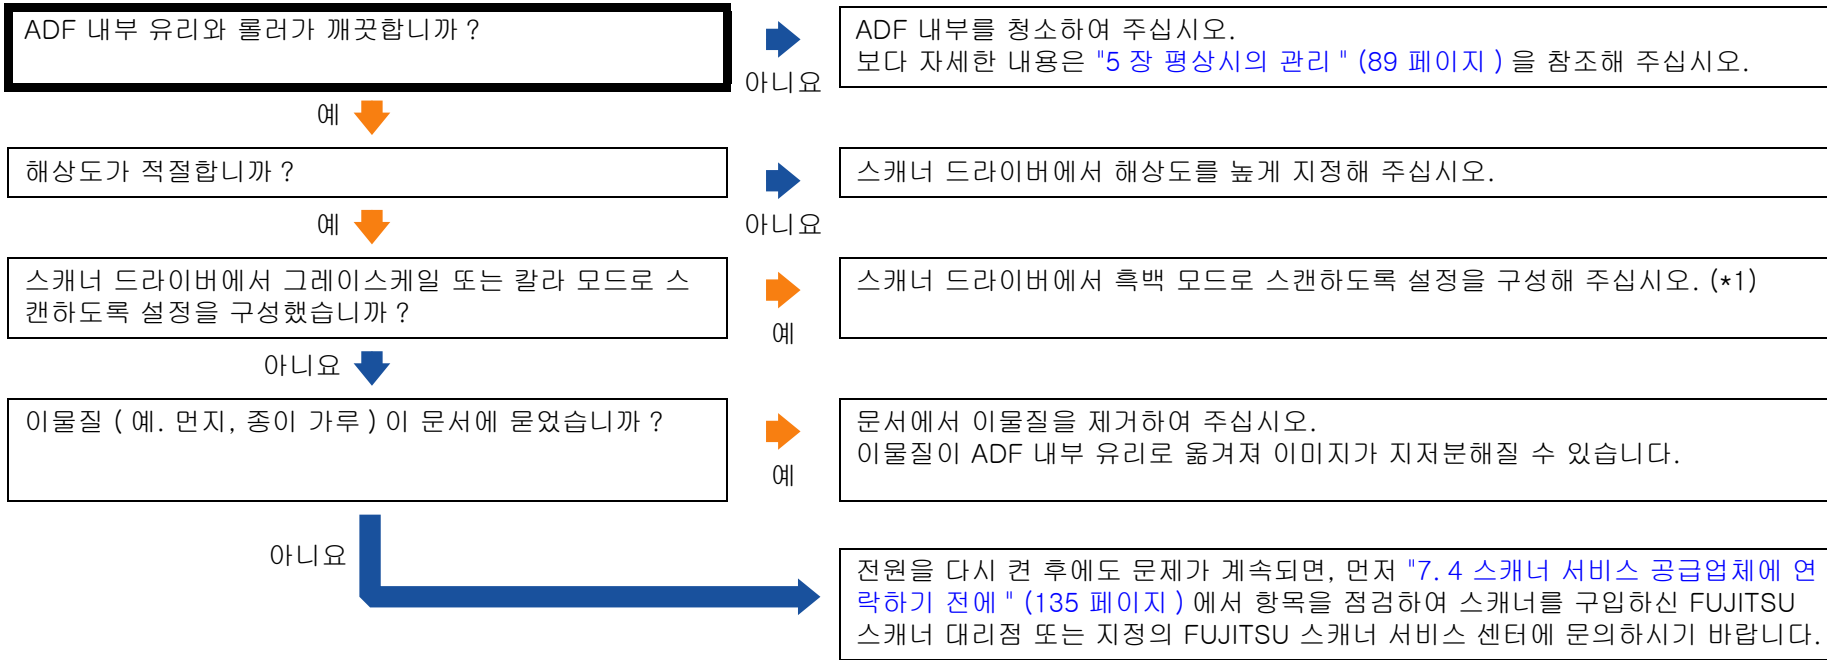 ADF 내부 유리와 롤러가 깨끗합니까 ?
아니요
ADF 내부를 청소하여 주십시오.
보다 자세한 내용은 "5 장 평상시의 관리 " (89 페이지 ) 을 참조해 주십시오.
예
해상도가 적절합니까 ?
아니요
스캐너 드라이버에서 해상도를 높게 지정해 주십시오.
예
스캐너 드라이버에서 그레이스케일 또는 칼라 모드로 스
캔하도록 설정을 구성했습니까 ?
예
스캐너 드라이버에서 흑백 모드로 스캔하도록 설정을 구성해 주십시오. (*1)
아니요
이물질 ( 예. 먼지, 종이 가루 ) 이 문서에 묻었습니까 ?
예
문서에서 이물질을 제거하여 주십시오.
이물질이 ADF 내부 유리로 옮겨져 이미지가 지저분해질 수 있습니다.
아니요
전원을 다시 켠 후에도 문제가 계속되면, 먼저 "7. 4 스캐너 서비스 공급업체에 연
락하기 전에 " (135 페이지 ) 에서 항목을 점검하여 스캐너를 구입하신 FUJITSU
스캐너 대리점 또는 지정의 FUJITSU 스캐너 서비스 센터에 문의하시기 바랍니다.